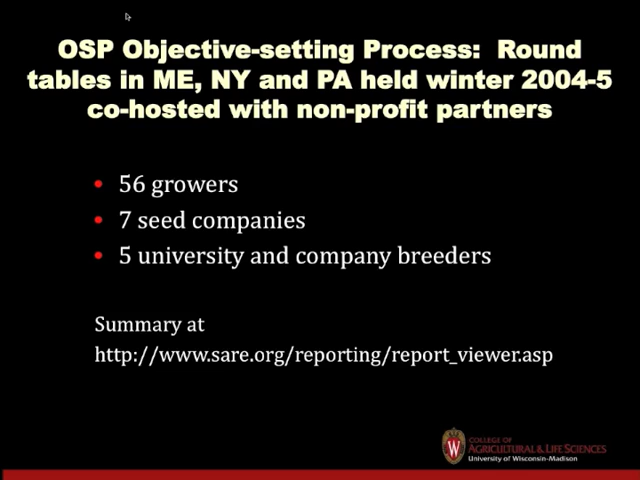 OSP Objective-setting Process:  Round
tables in ME, NY and PA held winter 2004-5
co-hosted with non-profit partners
• 56 growers
• 7 seed companies
• 5 university and company breeders
Summary at
http://www.sare.org/reporting/report_viewer.asp
W
COLLEGE OF
AGRICULTURAL & LIFE SCIENCES
University of Wisconsin-Madison